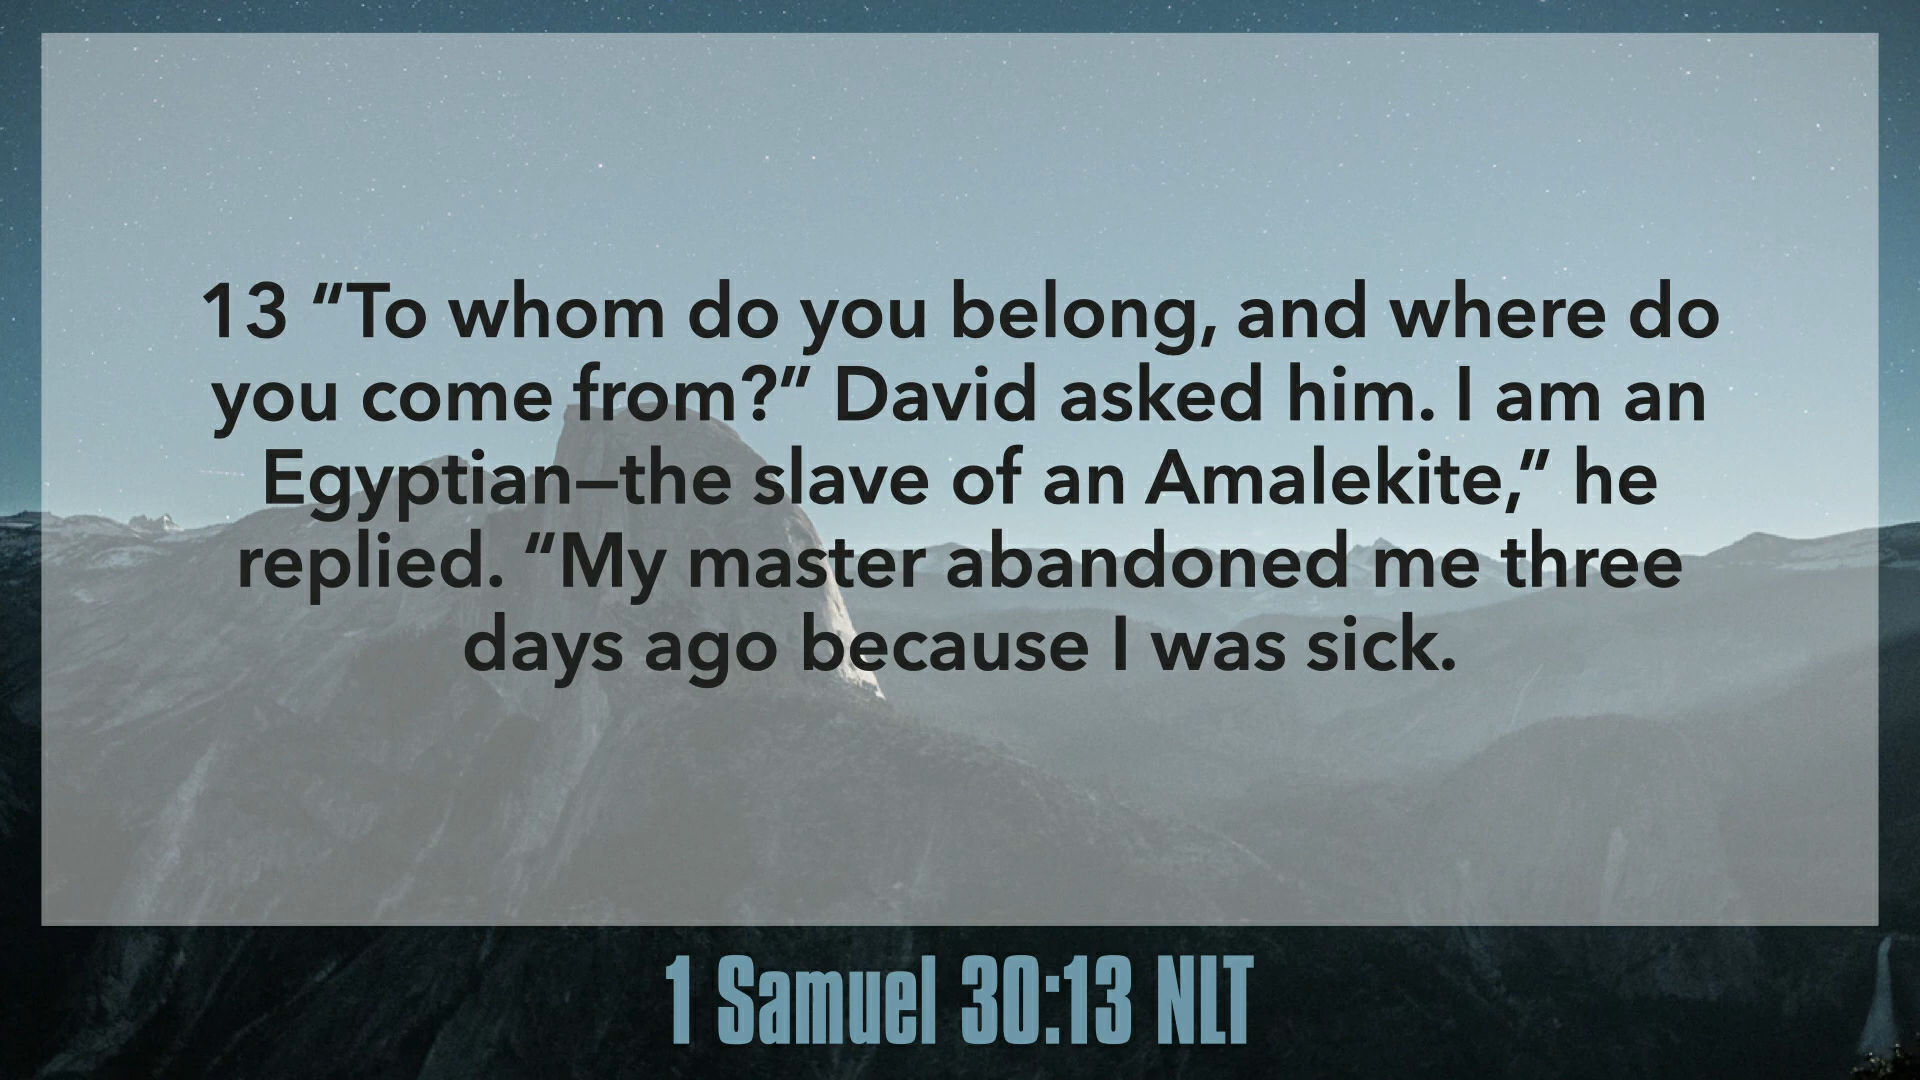 13 “To whom do you belong, and where do
you come from?” David asked him. I am an
Egyptian—the slave of an Amalekite,” he
replied. “My master abandoned me three
days ago because I was sick.
1 Samuel 30:13 NLT